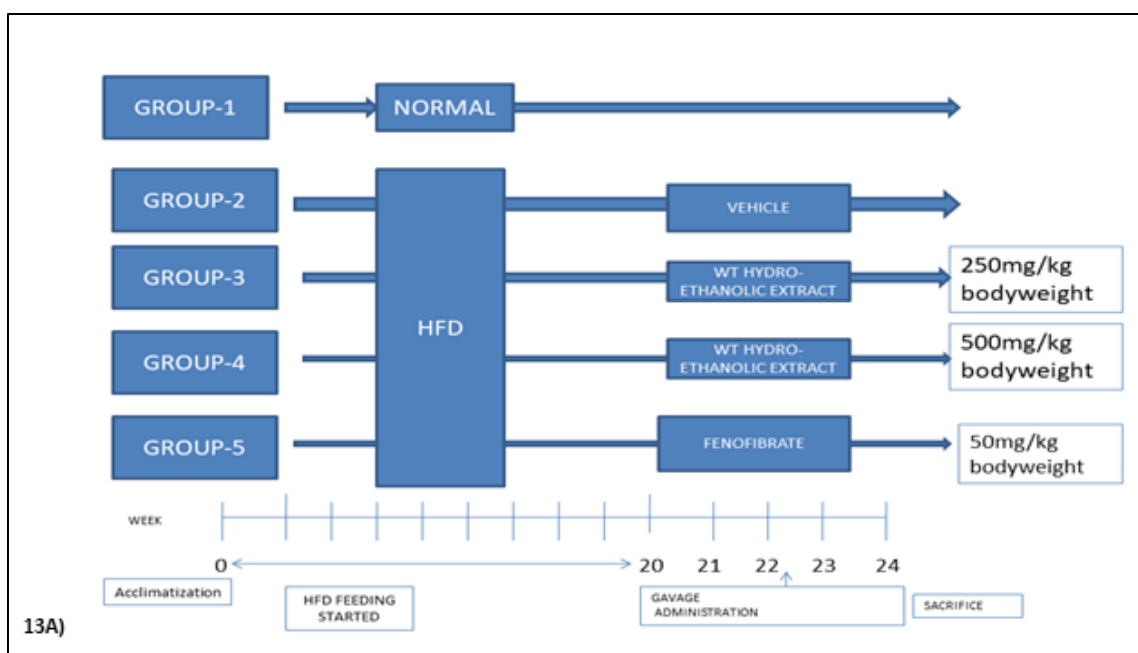 GROUP-1
NORMAL
GROUP-2
VEHICLE
GROUP-3
WT HYDRO-
ETHANOLIC EXTRACT
250mg/kg
bodyweight
HFD
GROUP-4
WT HYDRO-
ETHANOLIC EXTRACT
500mg/kg
bodyweight
GROUP-5
FENOFIBRATE
50mg/kg
bodyweight
WEEK
0 20 21 22 23 24
Acclimatization
HFD FEEDING
STARTED
GAVAGE
ADMINISTRATION
SACRIFICE
13A)